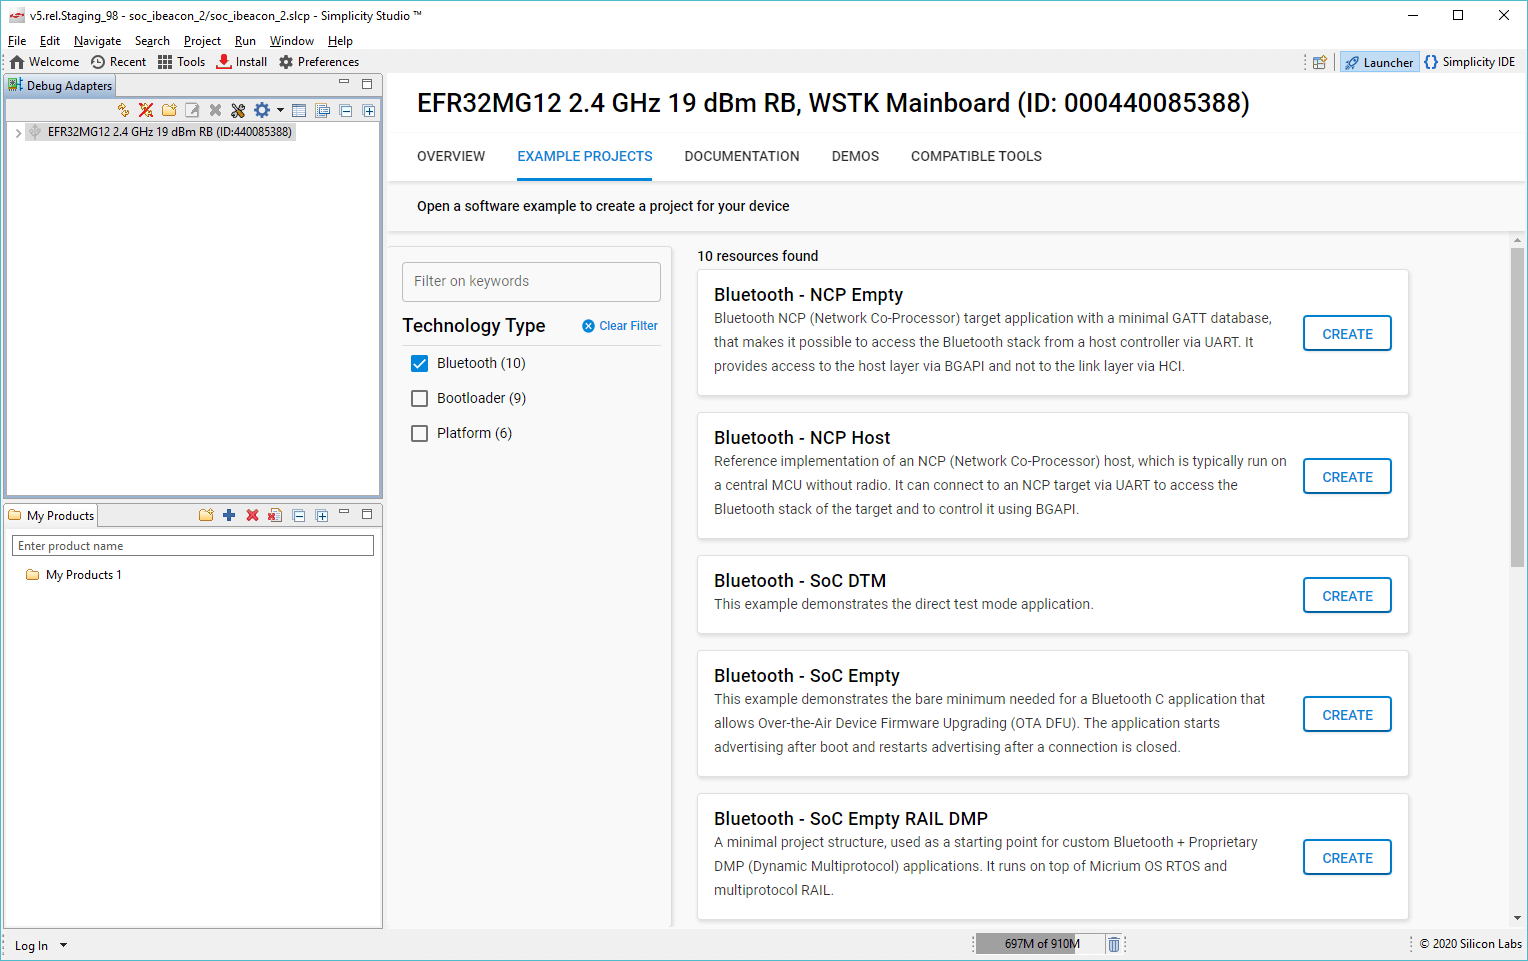 v5.rel.Staging_98 - soc_ibeacon_2/soc_ibeacon_2.slcp - Simplicity Studio ™
File Edit Navigate Search Project Run Window Help
Welcome Recent Tools Install Preferences
Launcher Simplicity IDE
Debug Adapters
EFR32MG12 2.4 GHz 19 dBm RB (ID:440085388)
My Products
Enter product name
My Products 1
EFR32MG12 2.4 GHz 19 dBm RB, WSTK Mainboard (ID: 000440085388)
OVERVIEW EXAMPLE PROJECTS DOCUMENTATION DEMOS COMPATIBLE TOOLS
Open a software example to create a project for your device
Filter on keywords
Technology Type Clear Filter
Bluetooth (10)
Bootloader (9)
Platform (6)
10 resources found
Bluetooth - NCP Empty
Bluetooth NCP (Network Co-Processor) target application with a minimal GATT database,
that makes it possible to access the Bluetooth stack from a host controller via UART. It
provides access to the host layer via BGAPI and not to the link layer via HCI.
CREATE
Bluetooth - NCP Host
Reference implementation of an NCP (Network Co-Processor) host, which is typically run on
a central MCU without radio. It can connect to an NCP target via UART to access the
Bluetooth stack of the target and to control it using BGAPI.
CREATE
Bluetooth - SoC DTM
This example demonstrates the direct test mode application.
CREATE
Bluetooth - SoC Empty
This example demonstrates the bare minimum needed for a Bluetooth C application that
allows Over-the-Air Device Firmware Upgrading (OTA DFU). The application starts
advertising after boot and restarts advertising after a connection is closed.
CREATE
Bluetooth - SoC Empty RAIL DMP
A minimal project structure, used as a starting point for custom Bluetooth + Proprietary
DMP (Dynamic Multiprotocol) applications. It runs on top of Micrium OS RTOS and
multiprotocol RAIL.
CREATE
Log In
697M of 910M
© 2020 Silicon Labs